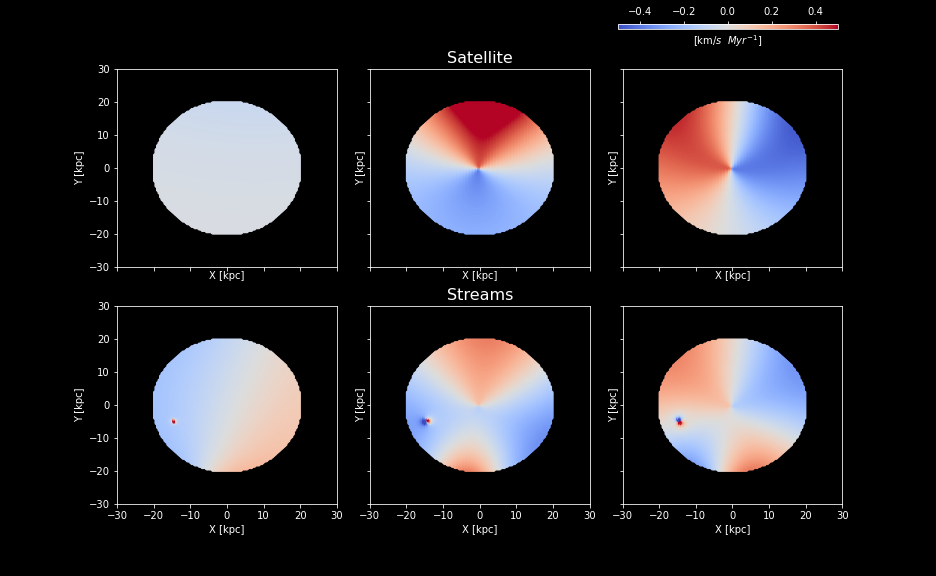 −0.4 −0.2 0.0 0.2 0.4
[km/s Myr⁻¹]
Satellite
30
20
10
0
−10
−20
−30
Y [kpc]
Y [kpc]
Y [kpc]
X [kpc]
X [kpc]
X [kpc]
Streams
30
20
10
0
−10
−20
−30
Y [kpc]
Y [kpc]
Y [kpc]
−30 −20 −10 0 10 20 30
−30 −20 −10 0 10 20 30
−30 −20 −10 0 10 20 30
X [kpc]
X [kpc]
X [kpc]